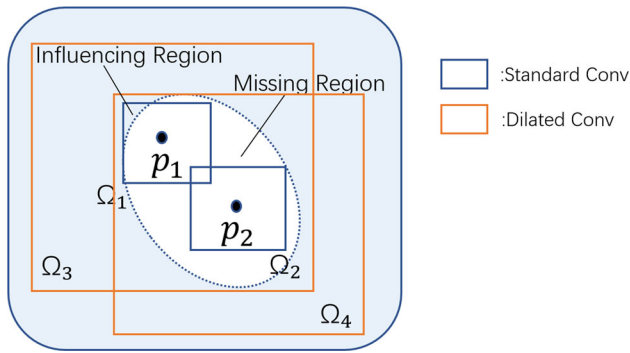 Influencing Region
Missing Region
:Standard Conv
:Dilated Conv
p₁
Ω₁
p₂
Ω₃
Ω₂
Ω₄